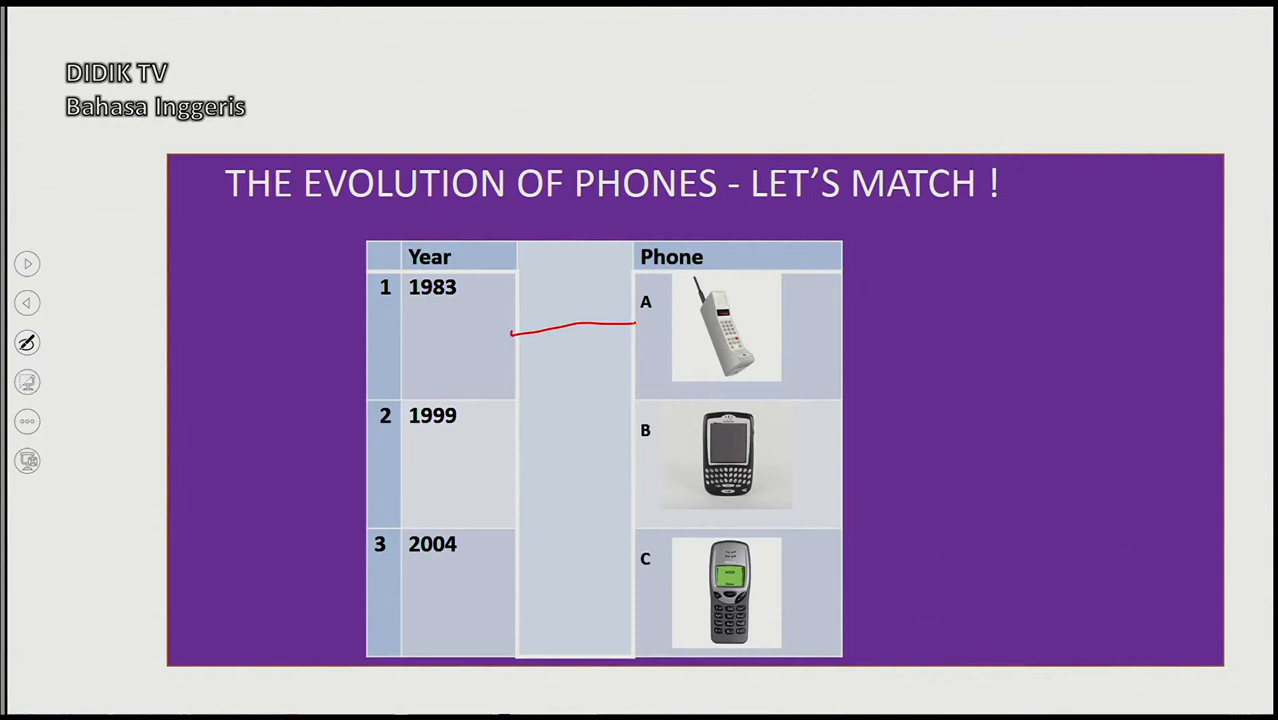 DIDIK TV
Bahasa Inggeris
THE EVOLUTION OF PHONES - LET'S MATCH !
Year Phone
1 1983 A
2 1999 B
3 2004 C